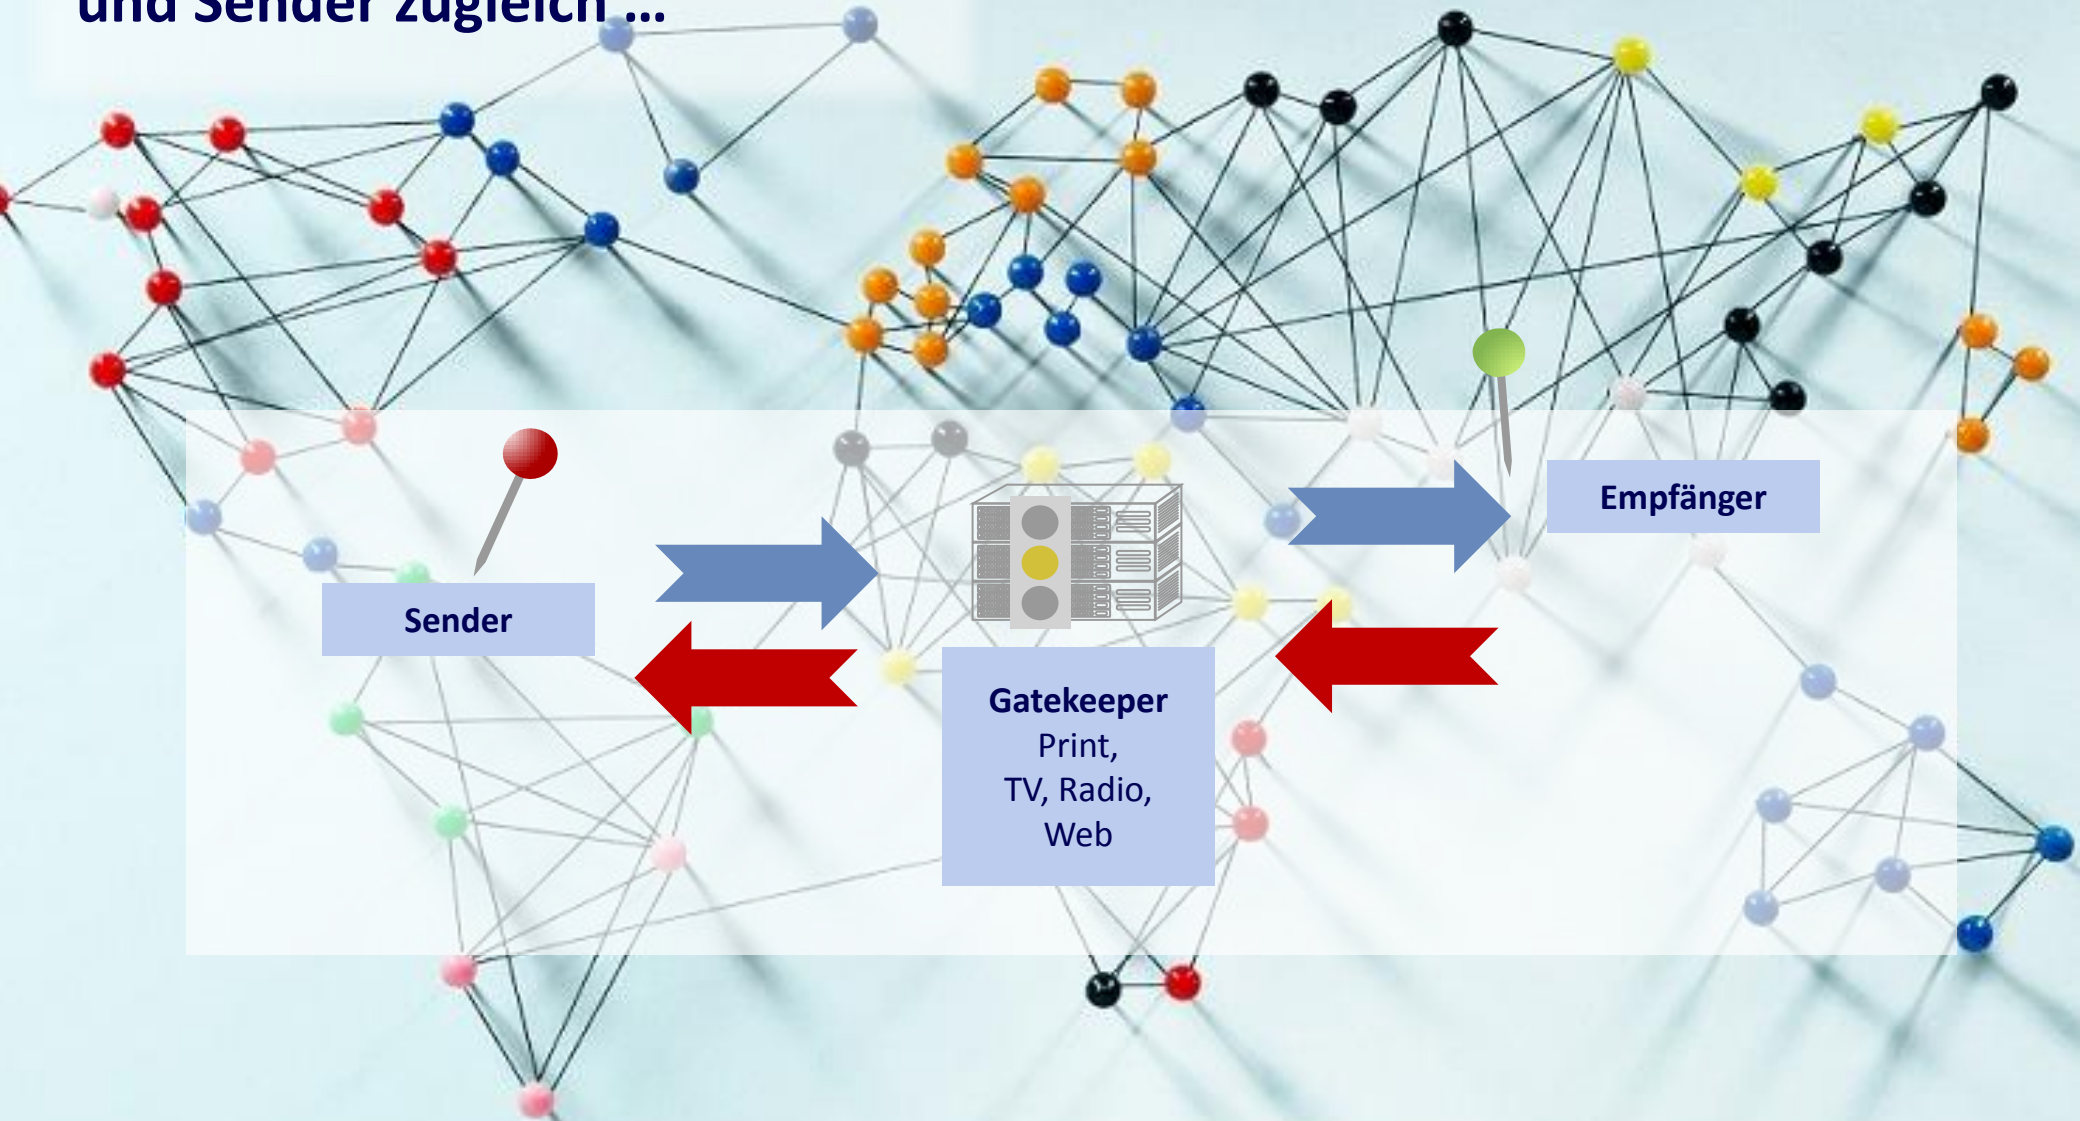 und Sender zugleich ...
Empfänger
Sender
Gatekeeper
Print,
TV, Radio,
Web